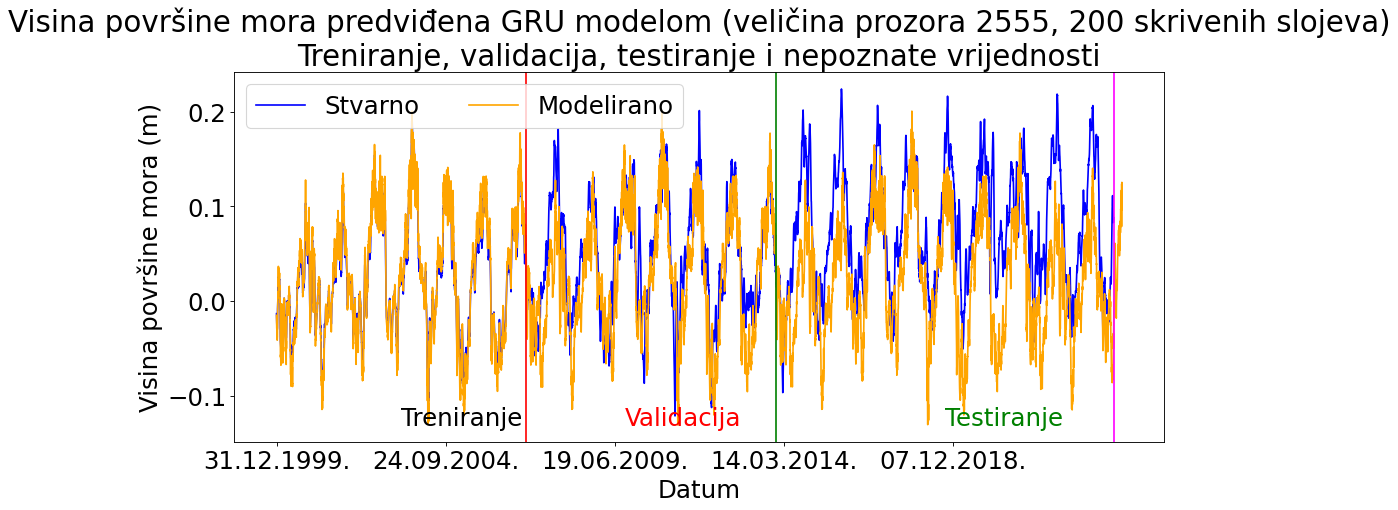 Visina površine mora predviđena GRU modelom (veličina prozora 2555, 200 skrivenih slojeva)
Treniranje, validacija, testiranje i nepoznate vrijednosti
Stvarno
Modelirano
Visina površine mora (m)
0.2
0.1
0.0
−0.1
Treniranje
Validacija
Testiranje
31.12.1999.
24.09.2004.
19.06.2009.
14.03.2014.
07.12.2018.
Datum